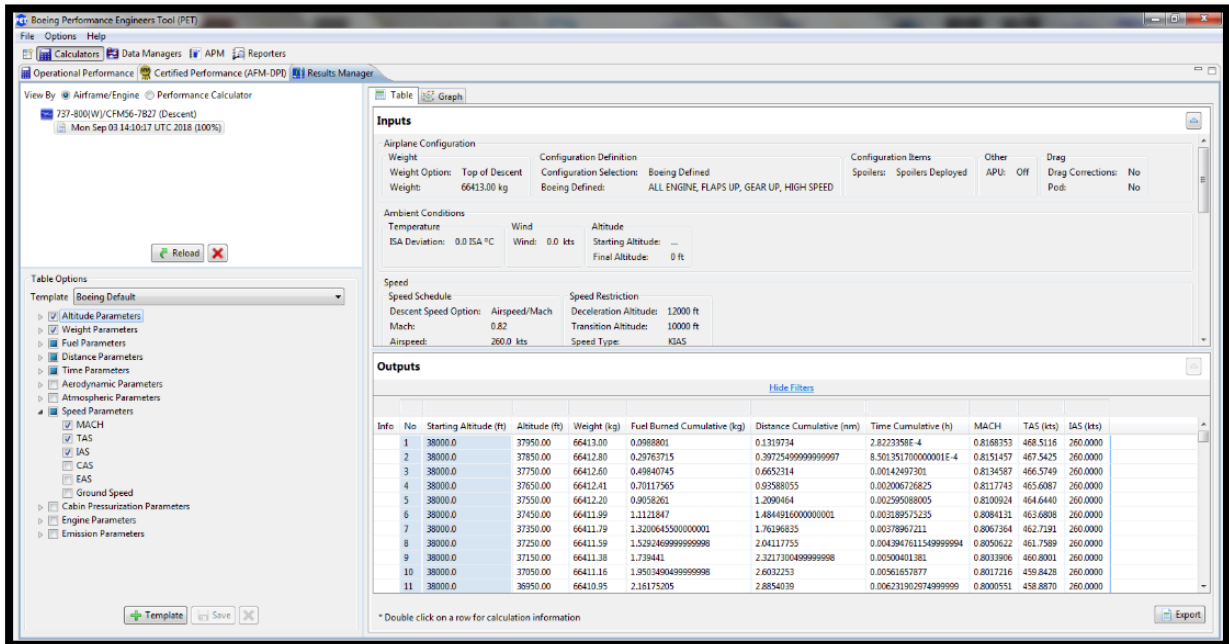 Boeing Performance Engineers Tool (PET)
File Options Help
Calculators Data Managers APM Reporters
Operational Performance Certified Performance (AFM-DPI) Results Manager
View By Airframe/Engine Performance Calculator
737-800(W)/CFM56-7B27 (Descent)
Mon Sep 03 14:10:17 UTC 2018 (100%)
Reload
Table Options
Template Boeing Default
Altitude Parameters
Weight Parameters
Fuel Parameters
Distance Parameters
Time Parameters
Aerodynamic Parameters
Atmospheric Parameters
Speed Parameters
MACH
TAS
IAS
CAS
EAS
Ground Speed
Cabin Pressurization Parameters
Engine Parameters
Emission Parameters
Template Save
Table Graph
Inputs
Airplane Configuration
Weight Configuration Definition Configuration Items Other Drag
Weight Option: Top of Descent Configuration Selection: Boeing Defined Spoilers: Spoilers Deployed APU: Off Drag Corrections: No
Weight: 66413.00 kg Boeing Defined: ALL ENGINE, FLAPS UP, GEAR UP, HIGH SPEED Pod: No
Ambient Conditions
Temperature Wind Altitude
ISA Deviation: 0.0 ISA °C Wind: 0.0 kts Starting Altitude: ...
Final Altitude: 0 ft
Speed
Speed Schedule Speed Restriction
Descent Speed Option: Airspeed/Mach Deceleration Altitude: 12000 ft
Mach: 0.82 Transition Altitude: 10000 ft
Airspeed: 260.0 kts Speed Type: KIAS
Outputs
Hide Filters
Info No Starting Altitude (ft) Altitude (ft) Weight (kg) Fuel Burned Cumulative (kg) Distance Cumulative (nm) Time Cumulative (h) MACH TAS (kts) IAS (kts)
1 38000.0 37950.00 66413.00 0.0988801 0.1319734 2.8223358E-4 0.8168353 468.5116 260.0000
2 38000.0 37850.00 66412.80 0.29763715 0.39725499999999997 8.501351700000001E-4 0.8151457 467.5425 260.0000
3 38000.0 37750.00 66412.60 0.49840745 0.6652314 0.00142497301 0.8134587 466.5749 260.0000
4 38000.0 37650.00 66412.41 0.70117565 0.93588055 0.002006726825 0.8117743 465.6087 260.0000
5 38000.0 37550.00 66412.20 0.9058261 1.2090464 0.002595088005 0.8100924 464.6440 260.0000
6 38000.0 37450.00 66411.99 1.1121847 1.4844916000000001 0.003189575235 0.8084131 463.6808 260.0000
7 38000.0 37350.00 66411.79 1.3200645500000001 1.76196835 0.00378967211 0.8067364 462.7191 260.0000
8 38000.0 37250.00 66411.59 1.5292469999999998 2.04117755 0.0043947611549999994 0.8050622 461.7589 260.0000
9 38000.0 37150.00 66411.38 1.739441 2.3217300499999998 0.00500401381 0.8033906 460.8001 260.0000
10 38000.0 37050.00 66411.16 1.9503490499999998 2.6032253 0.00561657877 0.8017216 459.8428 260.0000
11 38000.0 36950.00 66410.95 2.16175205 2.8854039 0.006231902974999999 0.8000551 458.8870 260.0000
* Double click on a row for calculation information
Export